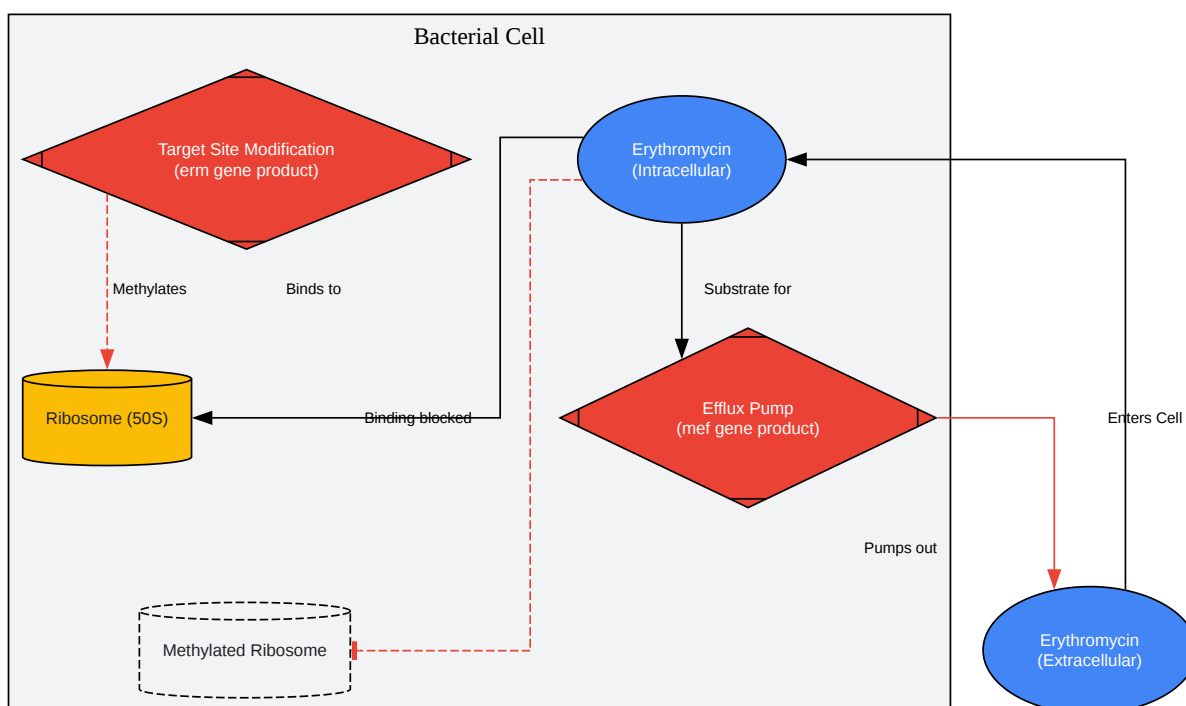 Bacterial Cell
Target Site Modification
(erm gene product)
Erythromycin
(Intracellular)
Methylates
Binds to
Substrate for
Ribosome (50S)
Binding blocked
Efflux Pump
(mef gene product)
Enters Cell
Pumps out
Methylated Ribosome
Erythromycin
(Extracellular)